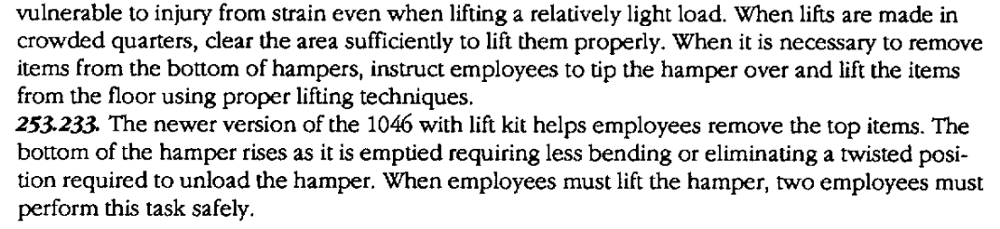 vulnerable to injury from strain even when lifting a relatively light load. When lifts are made in
crowded quarters, clear the area sufficiently to lift them properly. When it is necessary to remove
items from the bottom of hampers, instruct employees to tip the hamper over and lift the items
from the floor using proper lifting techniques.
253.233. The newer version of the 1046 with lift kit helps employees remove the top items. The
bottom of the hamper rises as it is emptied requiring less bending or eliminating a twisted posi-
tion required to unload the hamper. When employees must lift the hamper, two employees must
perform this task safely.